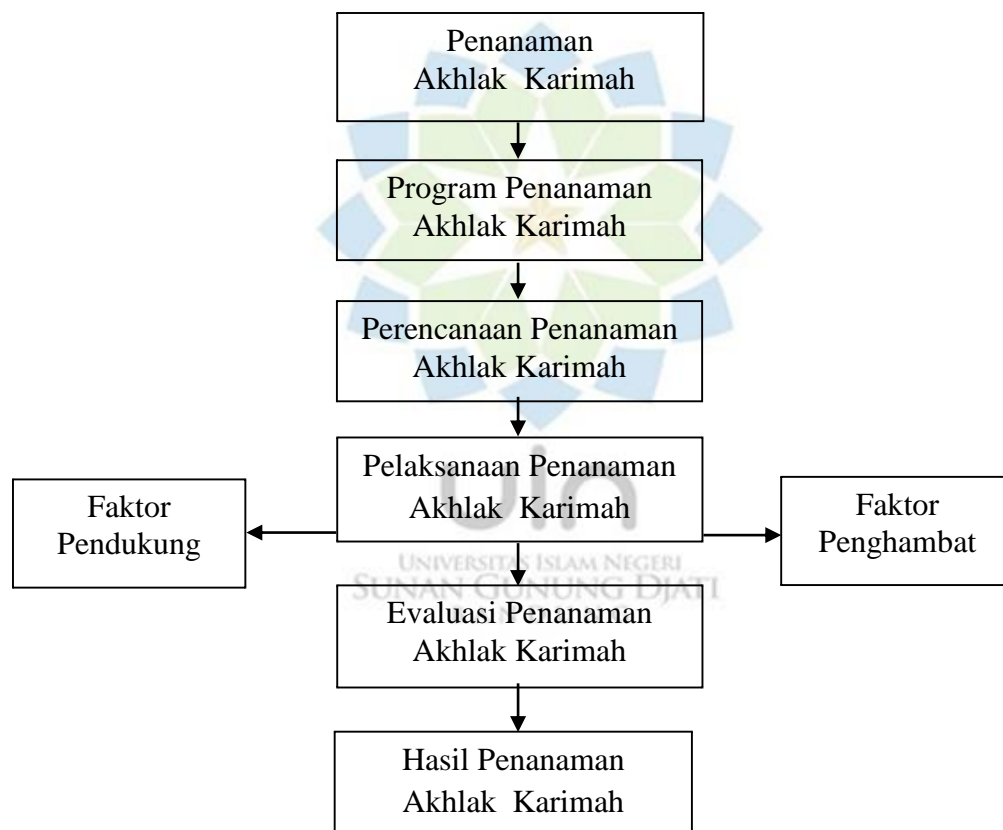 Penanaman
Akhlak Karimah
Program Penanaman
Akhlak Karimah
Perencanaan Penanaman
Akhlak Karimah
Pelaksanaan Penanaman
Akhlak Karimah
Faktor
Pendukung
Faktor
Penghambat
uin
UNIVERSITAS ISLAM NEGERI
SUNAN GUNUNG DJATI
Evaluasi Penanaman
Akhlak Karimah
Hasil Penanaman
Akhlak Karimah